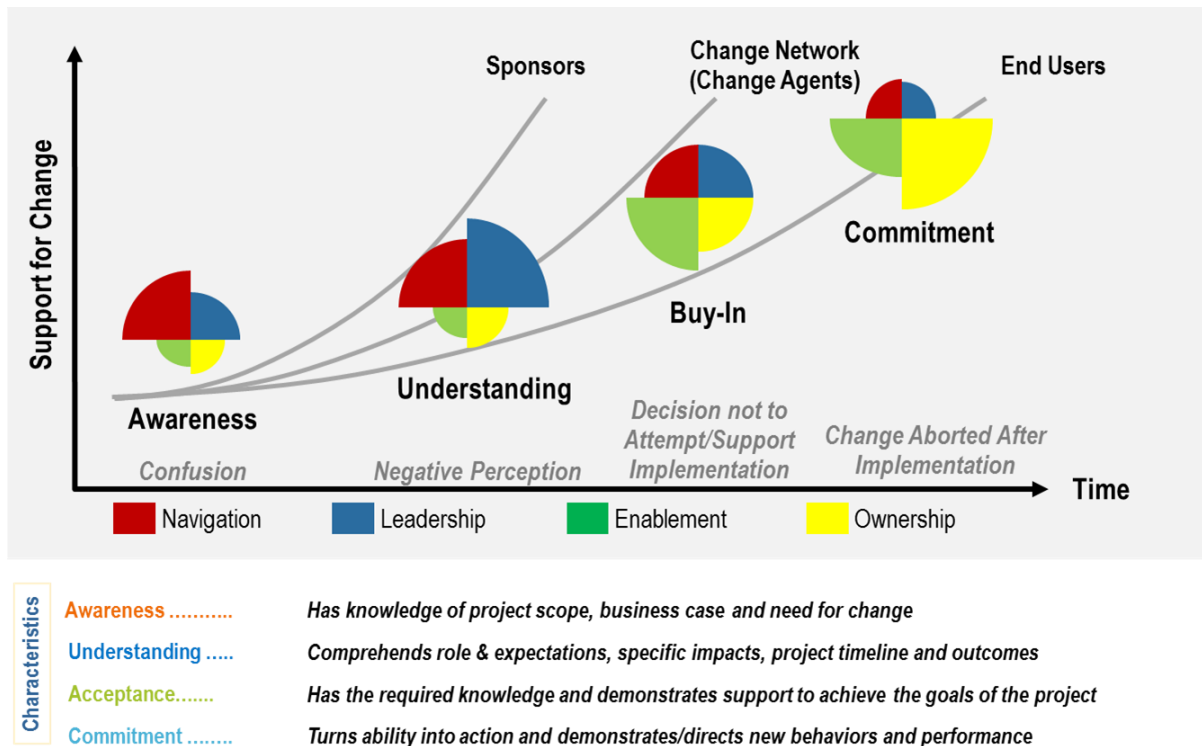 Support for Change
Sponsors
Change Network
(Change Agents)
End Users
Awareness
Understanding
Buy-In
Commitment
Confusion
Negative Perception
Decision not to
Attempt/Support
Implementation
Change Aborted After
Implementation
Time
Navigation
Leadership
Enablement
Ownership
Characteristics
Awareness ........... Has knowledge of project scope, business case and need for change
Understanding ..... Comprehends role & expectations, specific impacts, project timeline and outcomes
Acceptance....... Has the required knowledge and demonstrates support to achieve the goals of the project
Commitment ........ Turns ability into action and demonstrates/directs new behaviors and performance